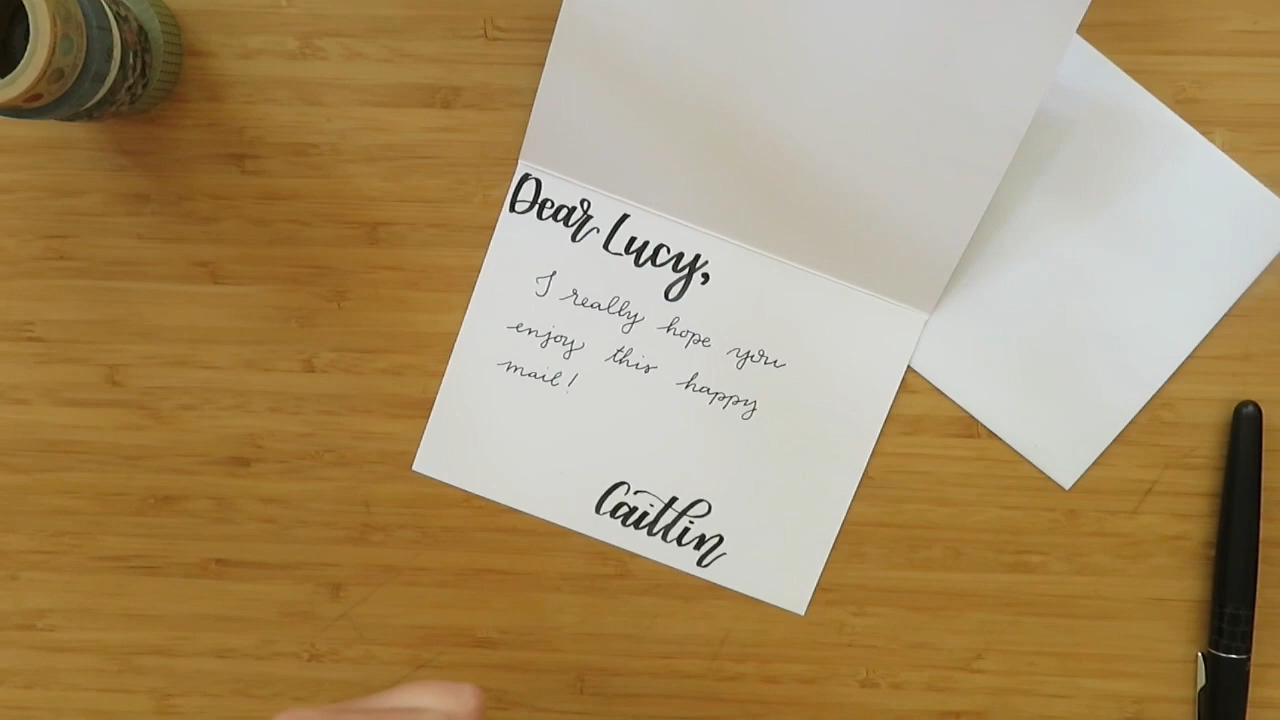 Dear Lucy,
I really hope you
enjoy this happy
mail!
Caitlin